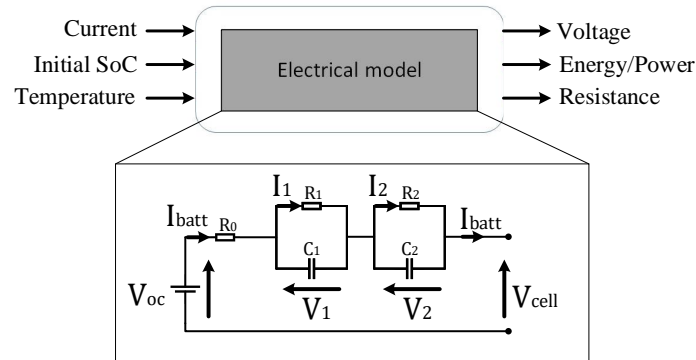 Current
Initial SoC
Temperature
Electrical model
Voltage
Energy/Power
Resistance
Ibatt
R0
I1
R1
C1
V1
I2
R2
C2
V2
Ibatt
Voc
Vcell